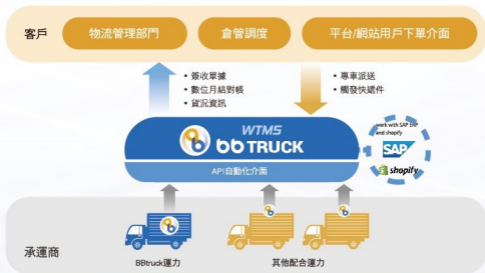 客戶
物流管理部門
倉管調度
平台/網站用戶下單介面
• 簽收單據
• 數位月結對帳
• 貨況資訊
• 專車派送
• 觸發快遞件
WTMS
bb TRUCK
API自動化介面
work with SAP ERP
and shopify
SAP
shopify
承運商
BBtruck運力
其他配合運力